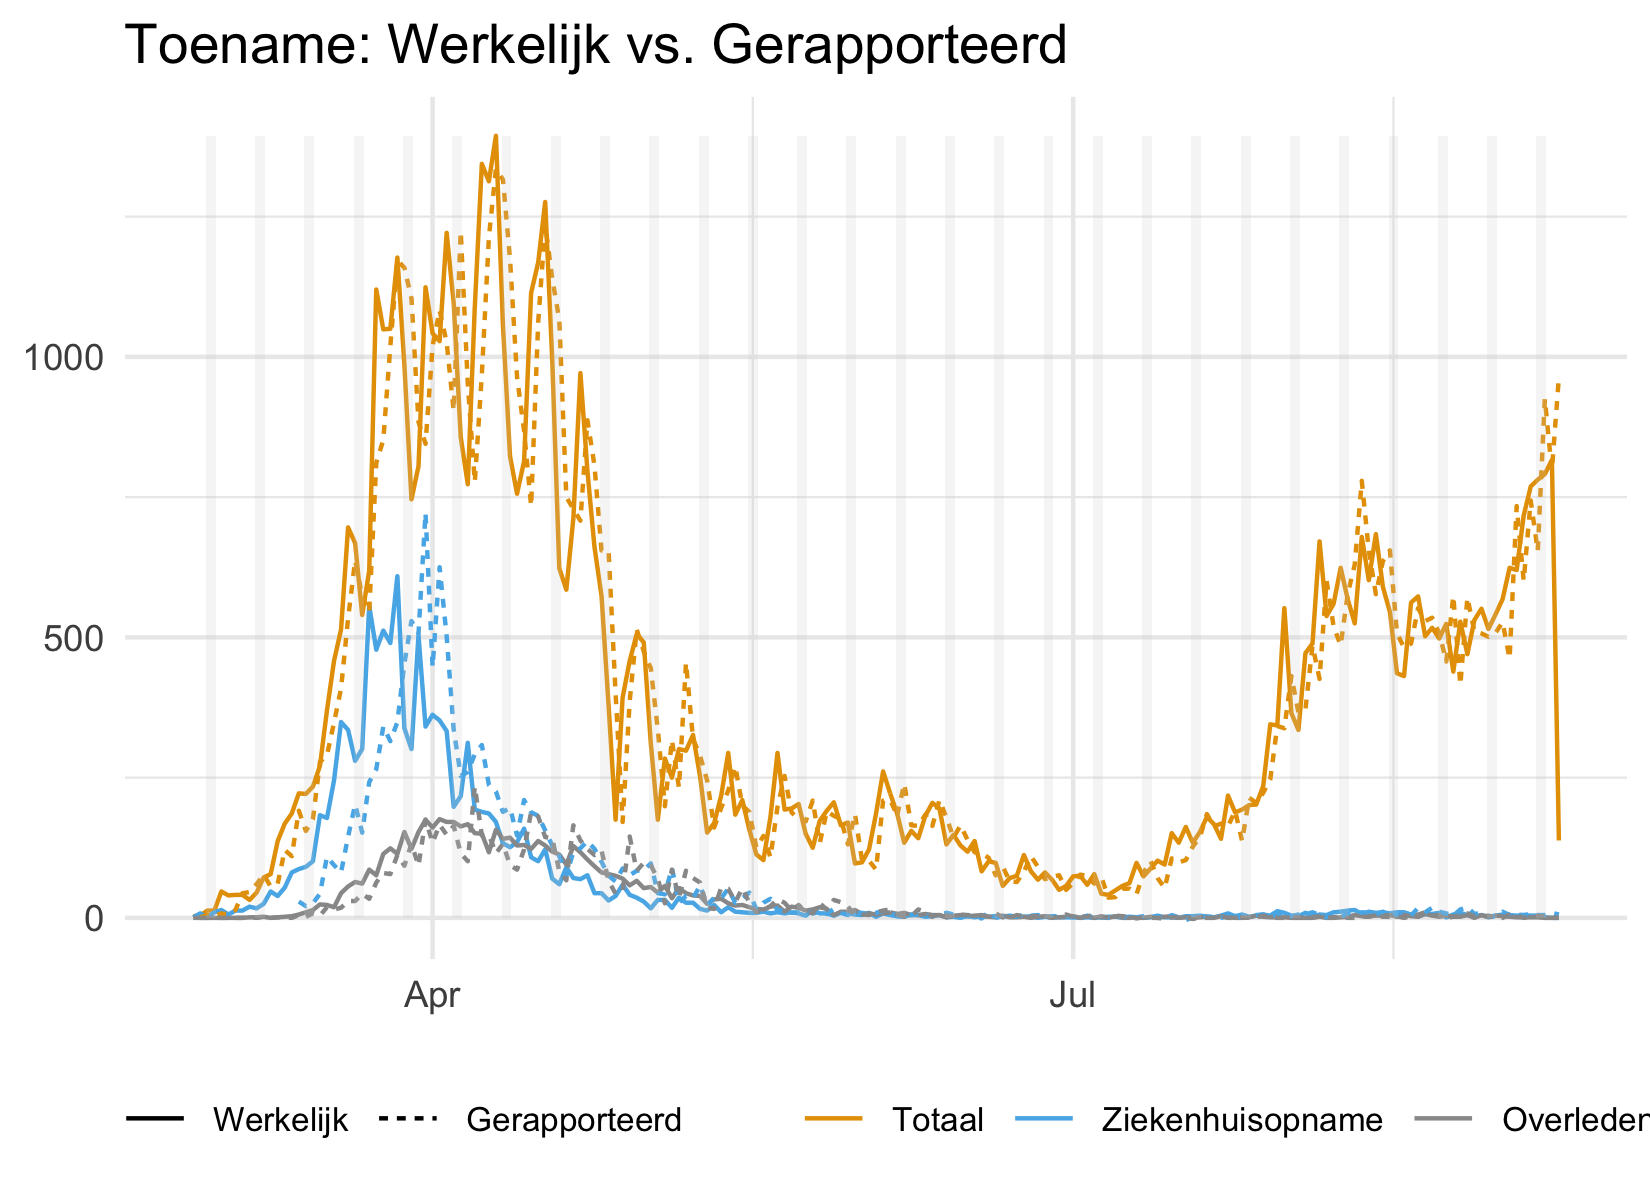 Toename: Werkelijk vs. Gerapporteerd
1000
500
0
Apr Jul
Werkelijk Gerapporteerd Totaal Ziekenhuisopname Overleden